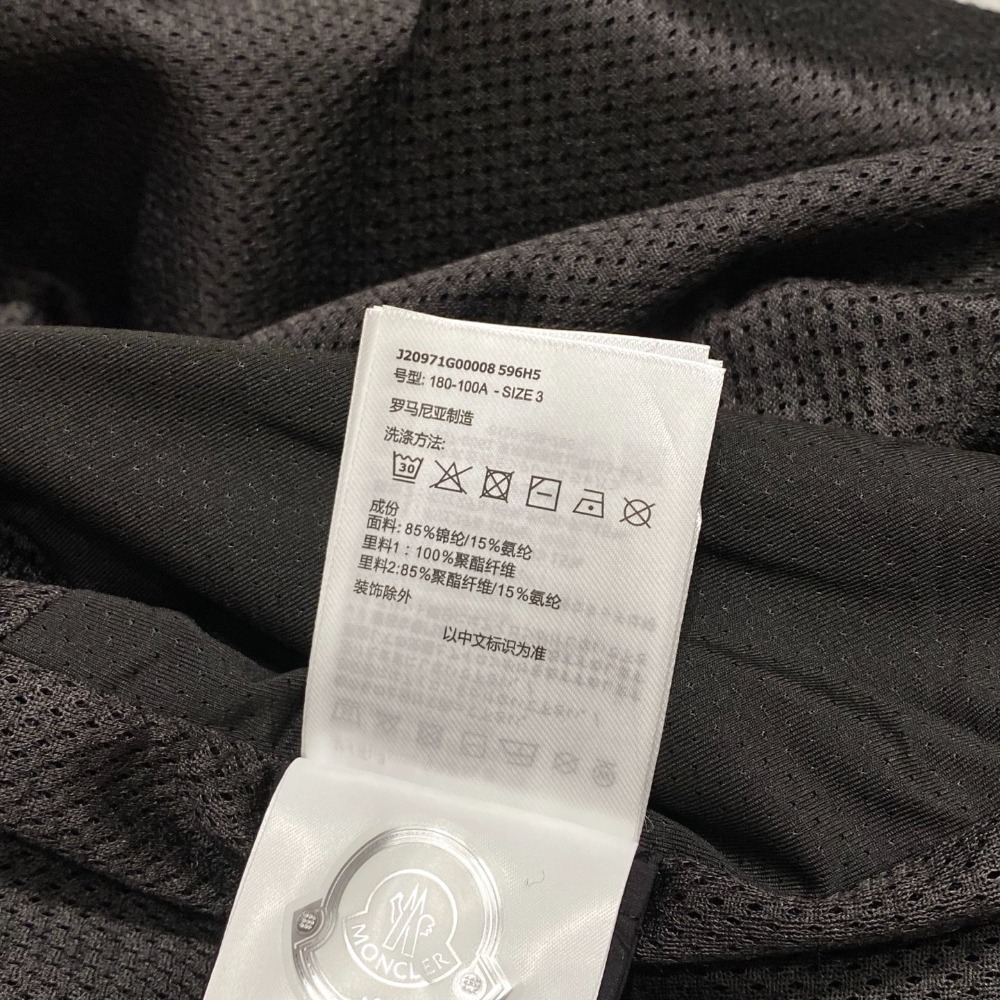 J20971G00008 596H5
号型: 180-100A - SIZE 3
罗马尼亚制造
洗涤方法:
30
成份
面料: 85%锦纶/15%氨纶
里料1：100%聚酯纤维
里料2:85%聚酯纤维/15%氨纶
装饰除外
以中文标识为准
MONCLER